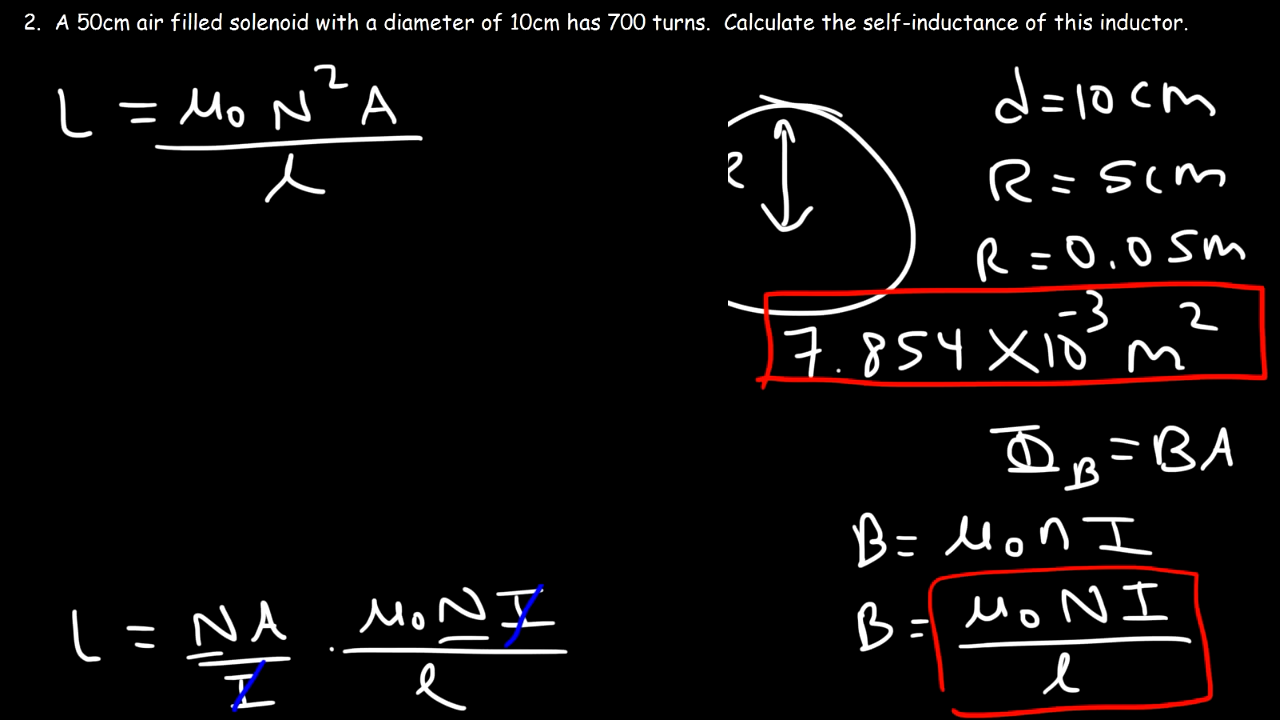 2. A 50cm air filled solenoid with a diameter of 10cm has 700 turns. Calculate the self-inductance of this inductor.
L = μ₀ N² A / l
d = 10 cm
R = 5 cm
R = 0.05 m
7.854 × 10⁻³ m²
Φ_B = BA
B = μ₀ n I
B = μ₀ N I / l
L = NA / I · μ₀ N I / l